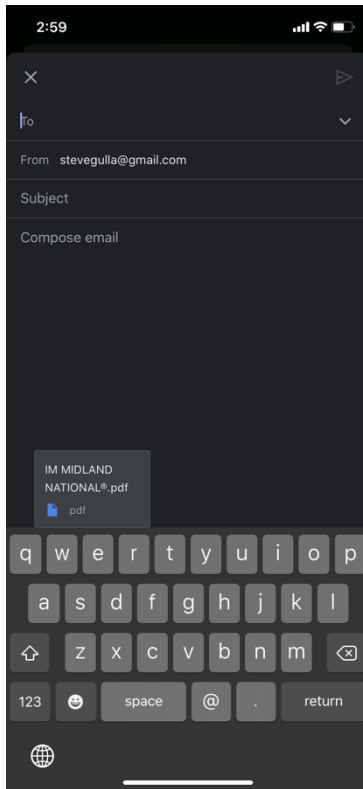 2:59
To
From stevegulla@gmail.com
Subject
Compose email
IM MIDLAND
NATIONAL®.pdf
pdf
q w e r t y u i o p
a s d f g h j k l
z x c v b n m
123 space @ . return